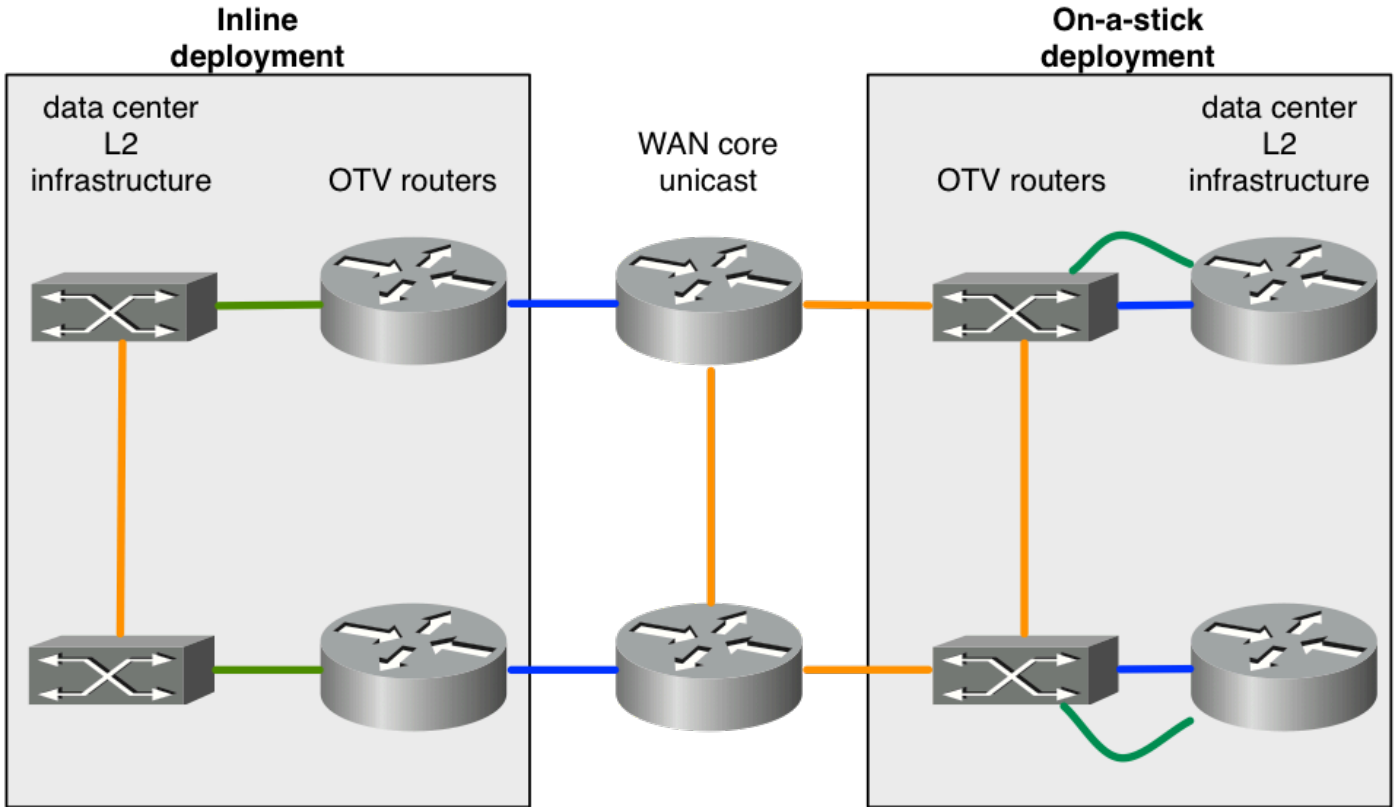 Inline
deployment
On-a-stick
deployment
data center
L2
infrastructure
OTV routers
WAN core
unicast
OTV routers
data center
L2
infrastructure